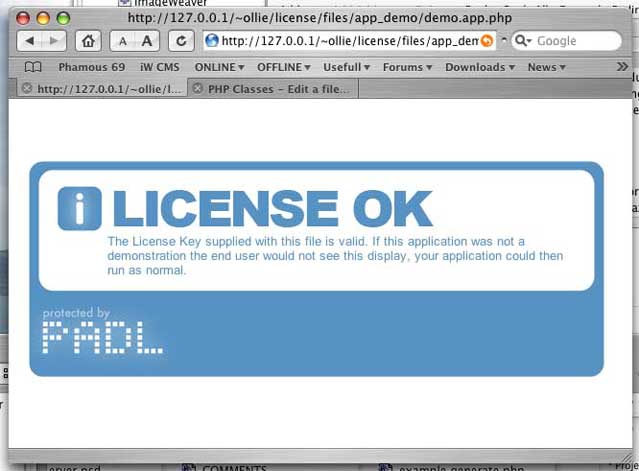 ImageWeaver
http://127.0.0.1/~ollie/license/files/app_demo/demo.app.php
A A
http://127.0.0.1/~ollie/license/files/app_den
Google
Phamous 69 iW CMS ONLINE OFFLINE Usefull Forums Downloads News
http://127.0.0.1/~ollie/l... PHP Classes - Edit a file...
i LICENSE OK
The License Key supplied with this file is valid. If this application was not a
demonstration the end user would not see this display, your application could then
run as normal.
protected by
PADL
erver.psd COMMENTS example.generate.php